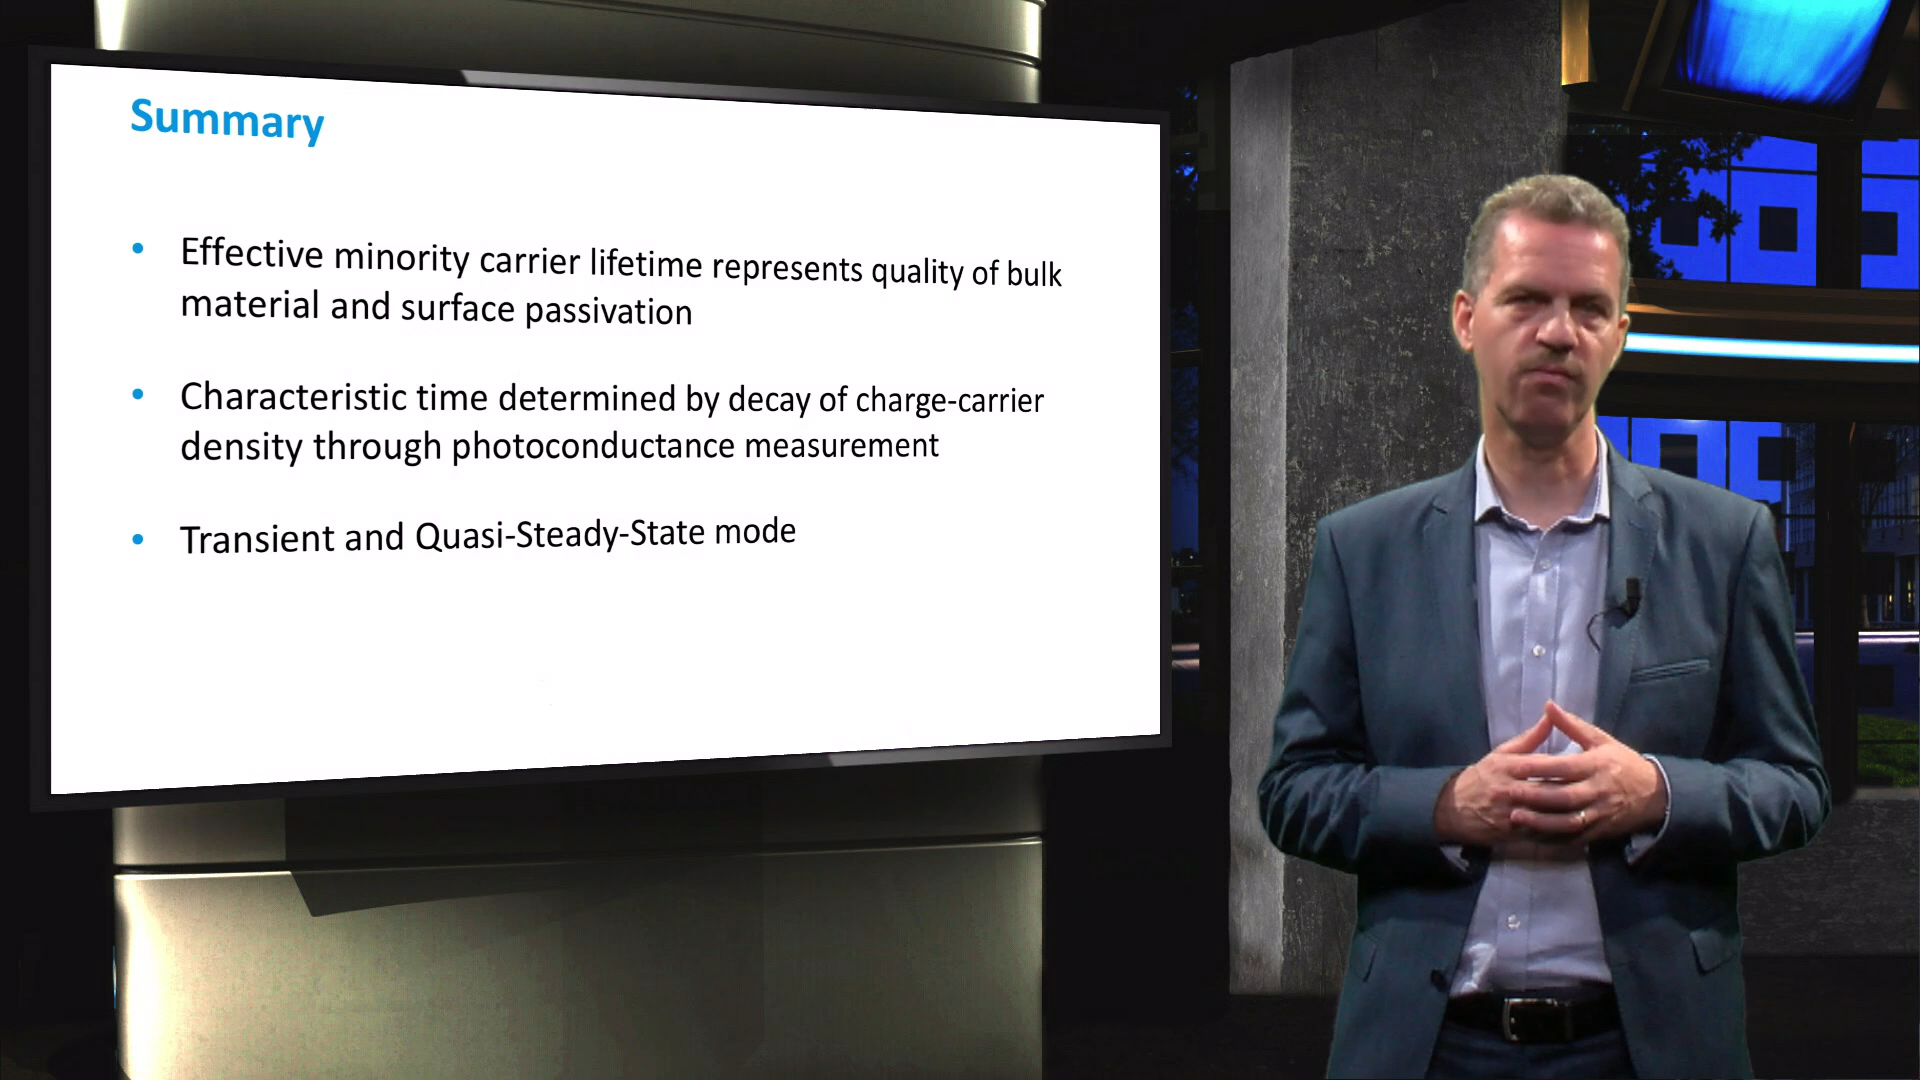 Summary
• Effective minority carrier lifetime represents quality of bulk
material and surface passivation
• Characteristic time determined by decay of charge-carrier
density through photoconductance measurement
• Transient and Quasi-Steady-State mode